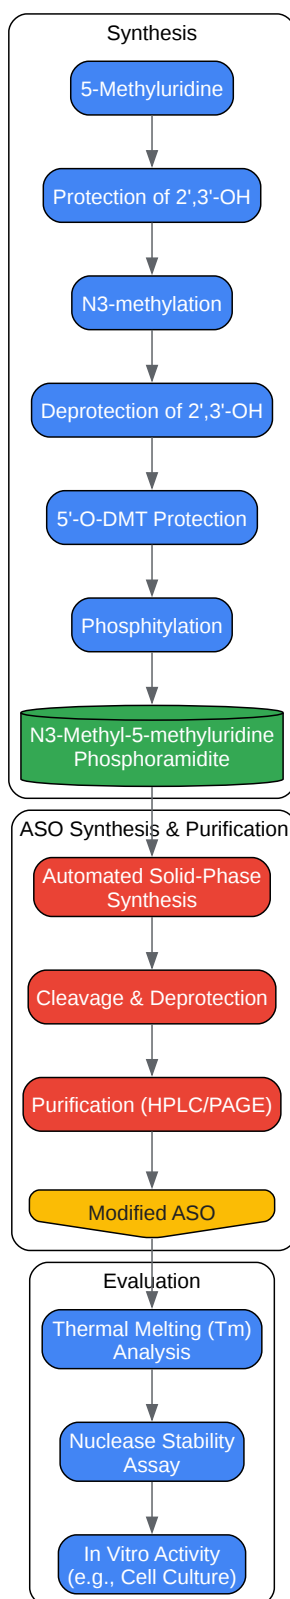 Synthesis
5-Methyluridine
Protection of 2',3'-OH
N3-methylation
Deprotection of 2',3'-OH
5'-O-DMT Protection
Phosphitylation
N3-Methyl-5-methyluridine
Phosphoramidite
ASO Synthesis & Purification
Automated Solid-Phase
Synthesis
Cleavage & Deprotection
Purification (HPLC/PAGE)
Modified ASO
Evaluation
Thermal Melting (Tm)
Analysis
Nuclease Stability
Assay
In Vitro Activity
(e.g., Cell Culture)